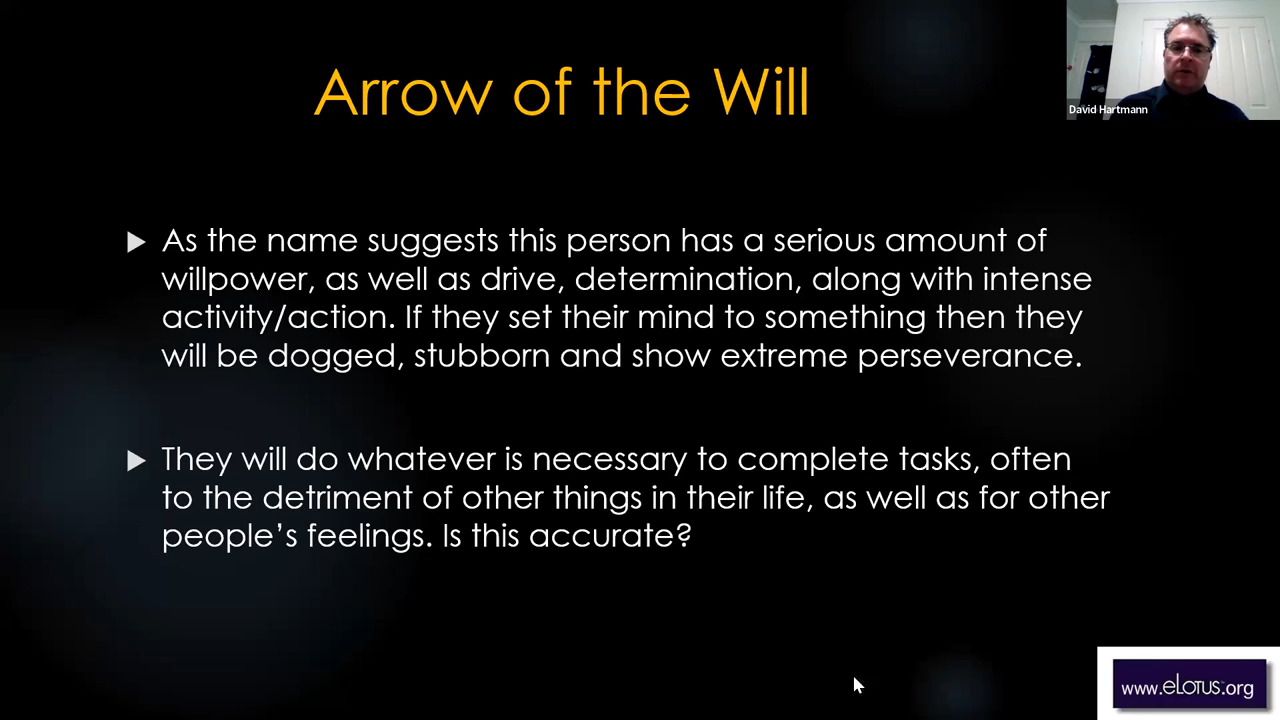 Arrow of the Will
David Hartmann
As the name suggests this person has a serious amount of
willpower, as well as drive, determination, along with intense
activity/action. If they set their mind to something then they
will be dogged, stubborn and show extreme perseverance.
They will do whatever is necessary to complete tasks, often
to the detriment of other things in their life, as well as for other
people’s feelings. Is this accurate?
www.eLotus.org